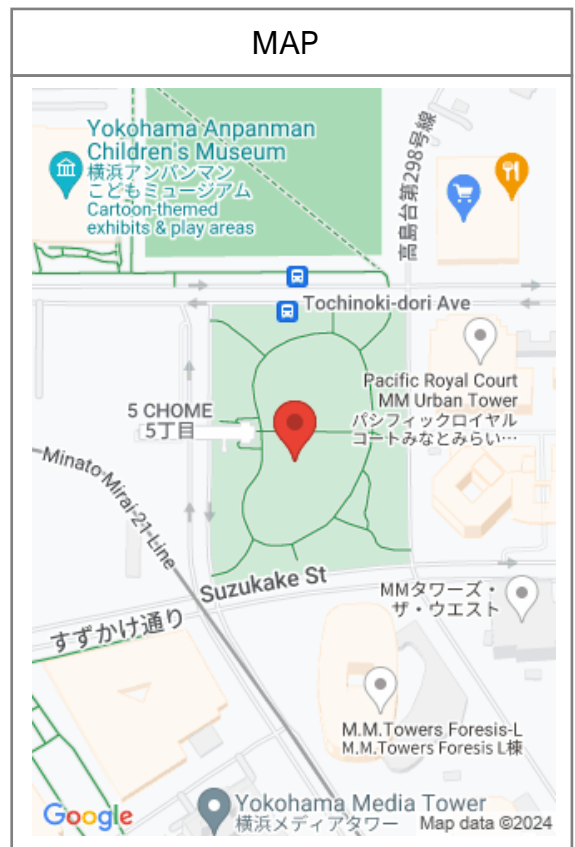 MAP
Yokohama Anpanman
Children's Museum
横浜アンパンマン
こどもミュージアム
Cartoon-themed
exhibits & play areas
高島台第298号線
Tochinoki-dori Ave
Pacific Royal Court
MM Urban Tower
パシフィックロイヤル
コートみなとみらい…
5 CHOME
5丁目
Minato Mirai 21 Line
Suzukake St
すずかけ通り
MMタワーズ・
ザ・ウエスト
M.M.Towers Foresis-L
M.M.Towers Foresis L棟
Yokohama Media Tower
横浜メディアタワー
Google
Map data ©2024